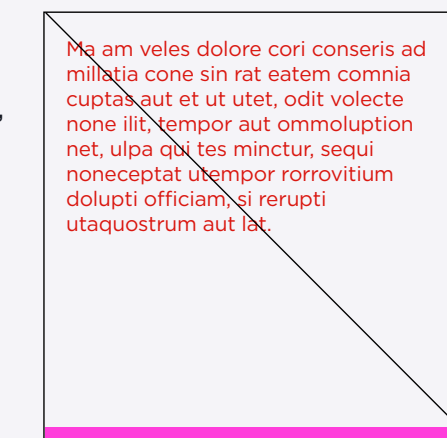 Ma am veles dolore cori conseris ad
millatia cone sin rat eatem comnia
cuptas aut et ut utet, odit volecte
none ilit, tempor aut ommoluption
net, ulpa qui tes minctur, sequi
noneceptat utempor rorrovitium
dolupti officiam, si rerupti
utaquostrum aut lat.